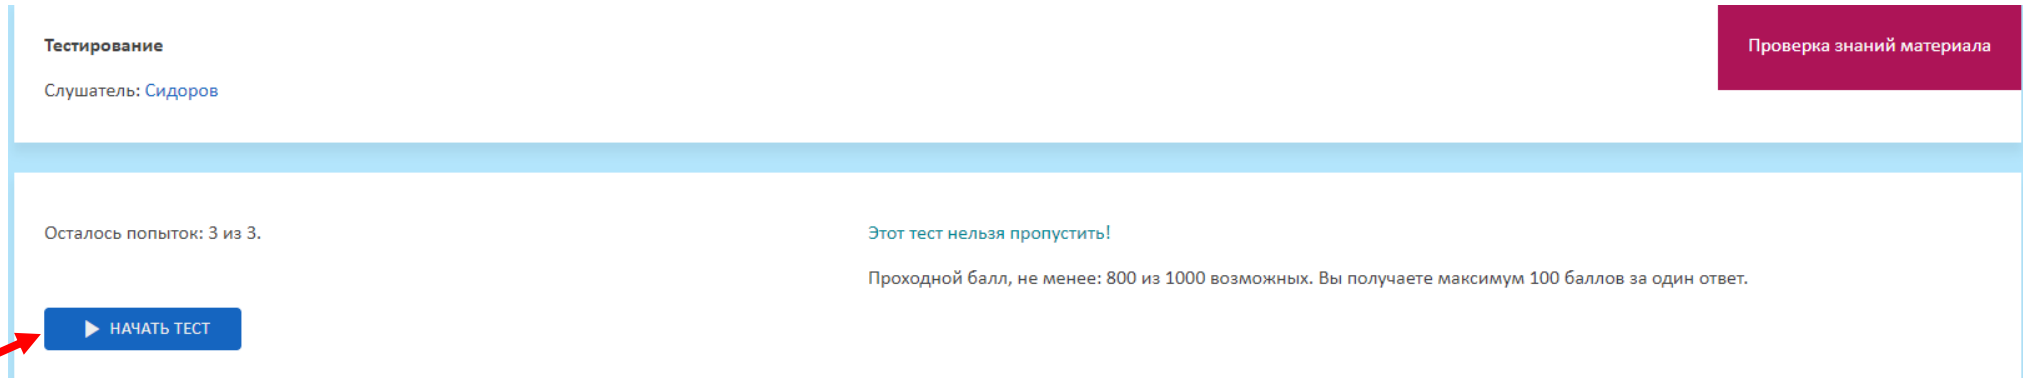 Тестирование
Проверка знаний материала
Слушатель: Сидоров
Осталось попыток: 3 из 3.
Этот тест нельзя пропустить!
Проходной балл, не менее: 800 из 1000 возможных. Вы получаете максимум 100 баллов за один ответ.
НАЧАТЬ ТЕСТ